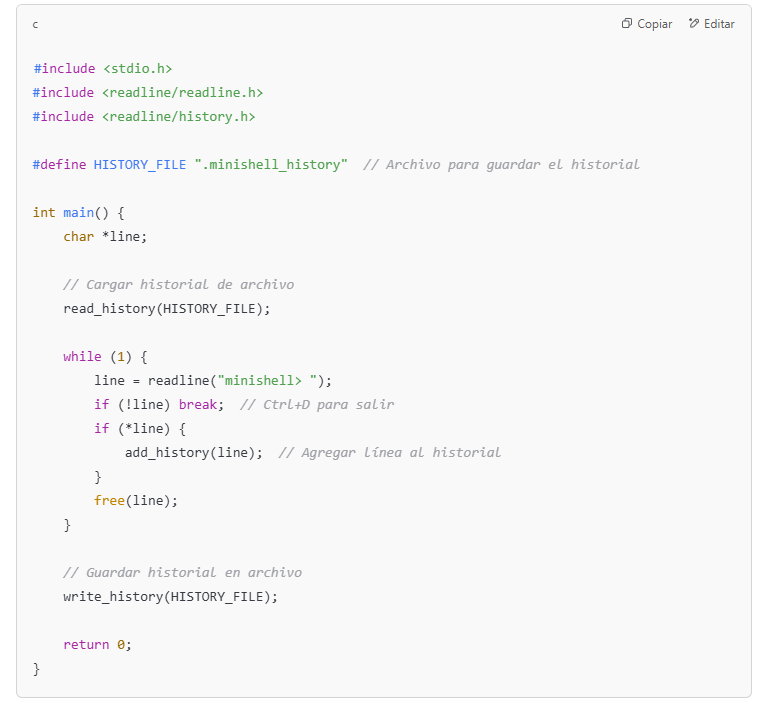 c
Copiar
Editar
#include <stdio.h>
#include <readline/readline.h>
#include <readline/history.h>
#define HISTORY_FILE ".minishell_history"  // Archivo para guardar el historial
int main() {
    char *line;
    // Cargar historial de archivo
    read_history(HISTORY_FILE);
    while (1) {
        line = readline("minishell> ");
        if (!line) break;  // Ctrl+D para salir
        if (*line) {
            add_history(line);  // Agregar línea al historial
        }
        free(line);
    }
    // Guardar historial en archivo
    write_history(HISTORY_FILE);
    return 0;
}